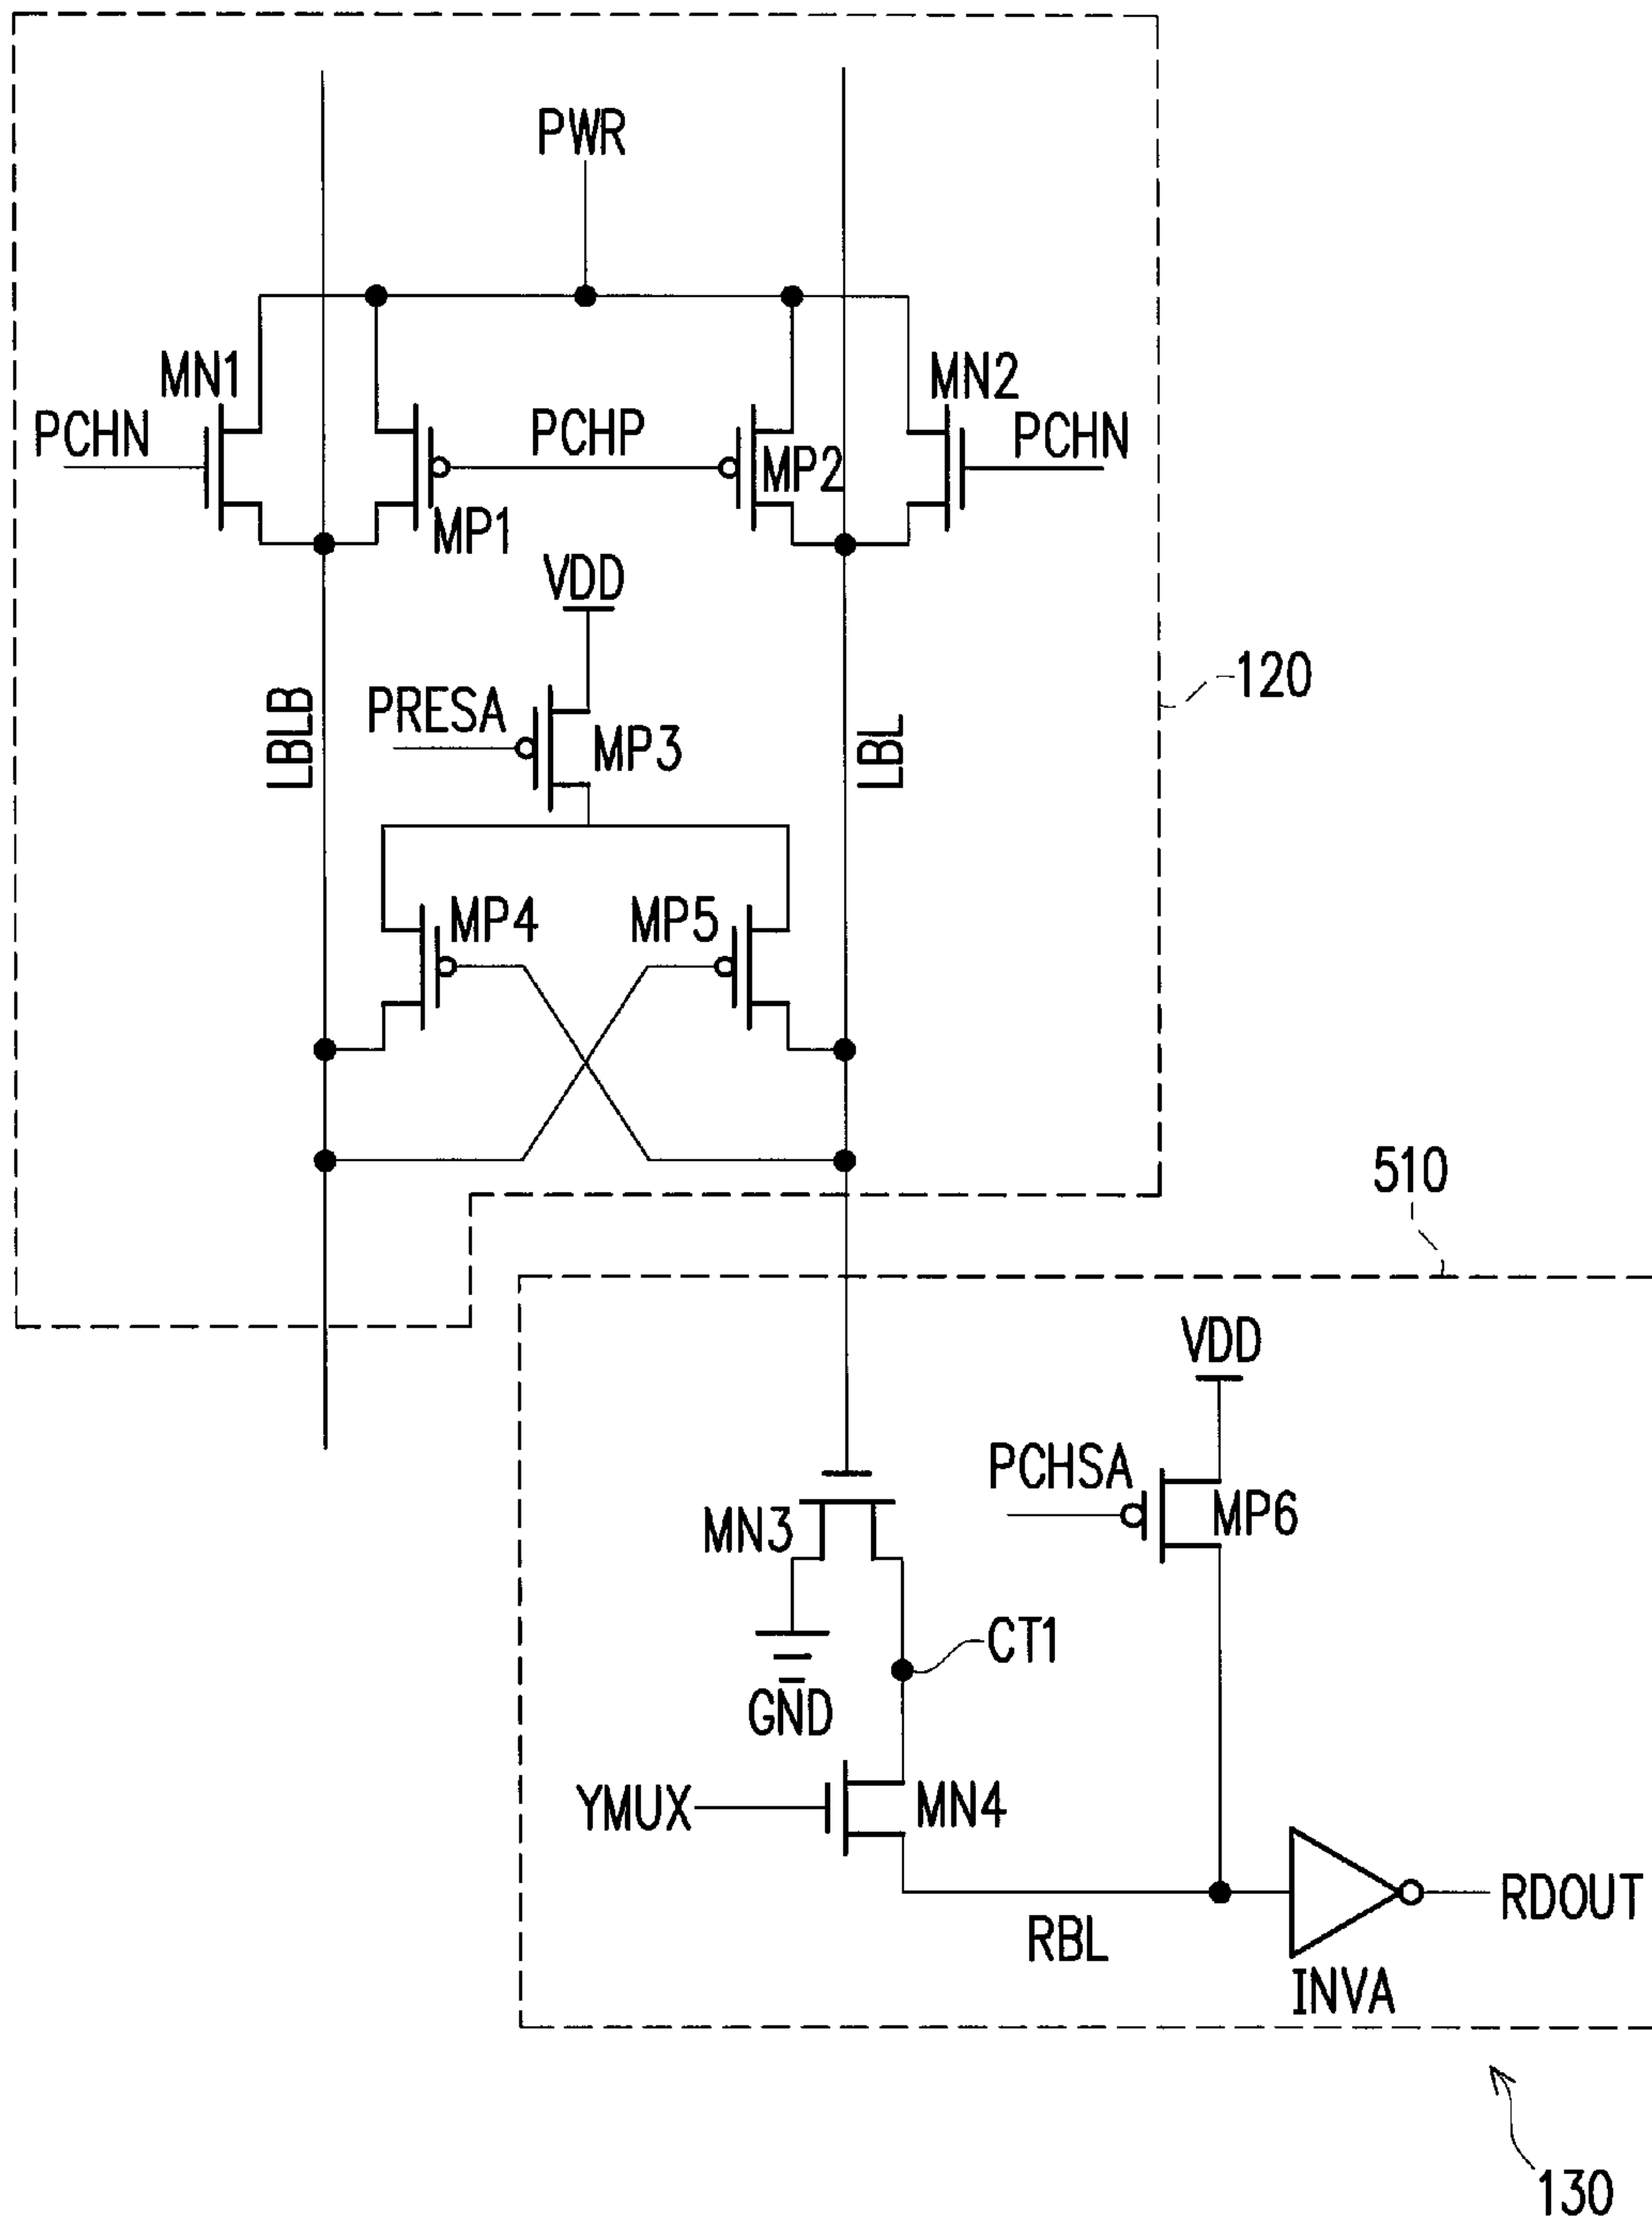 PWR
MN1
MN2
PCHN
PCHP
MP2
PCHN
MP1
VDD
120
LBLB
PRESA
MP3
LBL
MP4
MP5
510
VDD
PCHSA
MN3
MP6
CT1
GND
YMUX
MN4
RDOUT
RBL
INVA
130